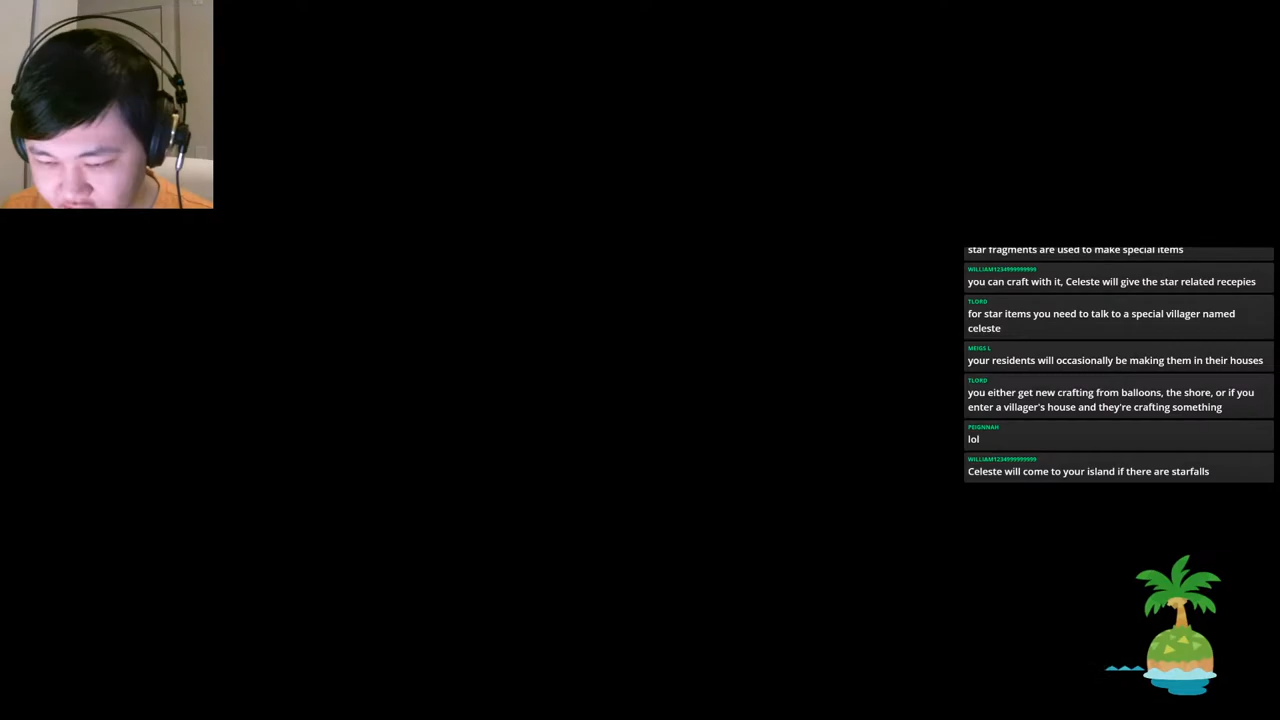 star fragments are used to make special items
WILLIAM1234999999999
you can craft with it, Celeste will give the star related recepies
TLORD
for star items you need to talk to a special villager named
celeste
MEIGS L
your residents will occasionally be making them in their houses
TLORD
you either get new crafting from balloons, the shore, or if you
enter a villager's house and they're crafting something
PEIGNNAH
lol
WILLIAM1234999999999
Celeste will come to your island if there are starfalls